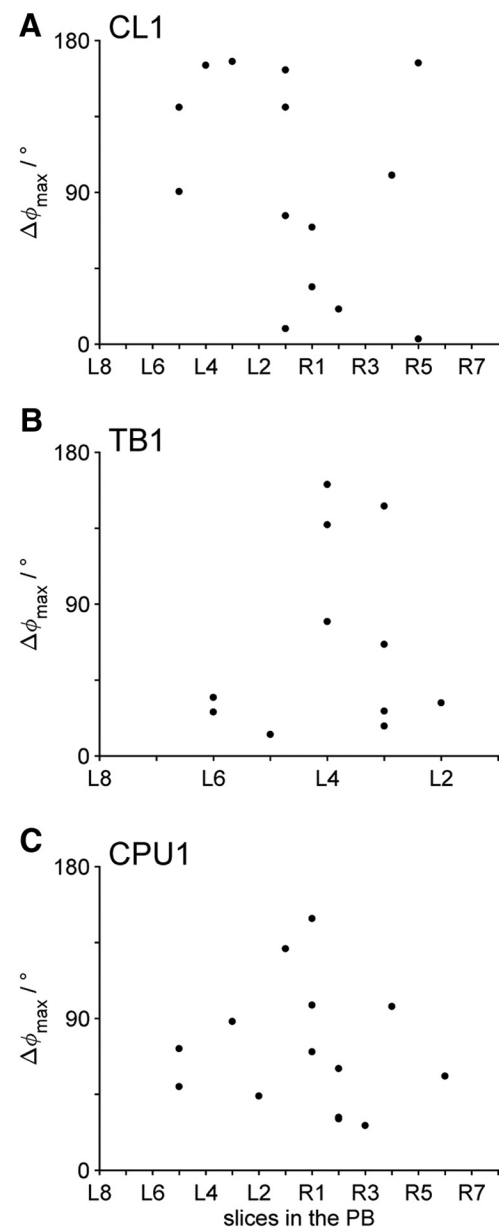 A CL1
180
90
0
Δϕmax / °
L8 L6 L4 L2 R1 R3 R5 R7
B TB1
180
90
0
Δϕmax / °
L8 L6 L4 L2
C CPU1
180
90
0
Δϕmax / °
L8 L6 L4 L2 R1 R3 R5 R7
slices in the PB